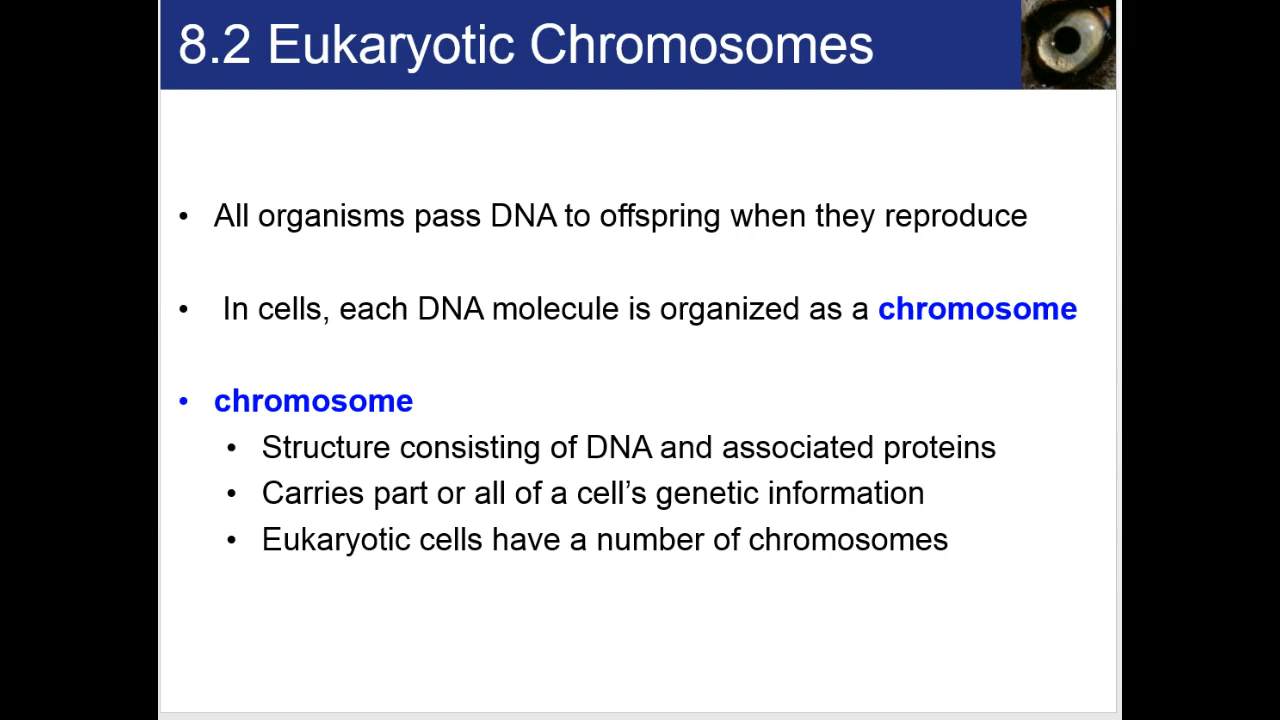 8.2 Eukaryotic Chromosomes
• All organisms pass DNA to offspring when they reproduce
• In cells, each DNA molecule is organized as a chromosome
• chromosome
• Structure consisting of DNA and associated proteins
• Carries part or all of a cell’s genetic information
• Eukaryotic cells have a number of chromosomes